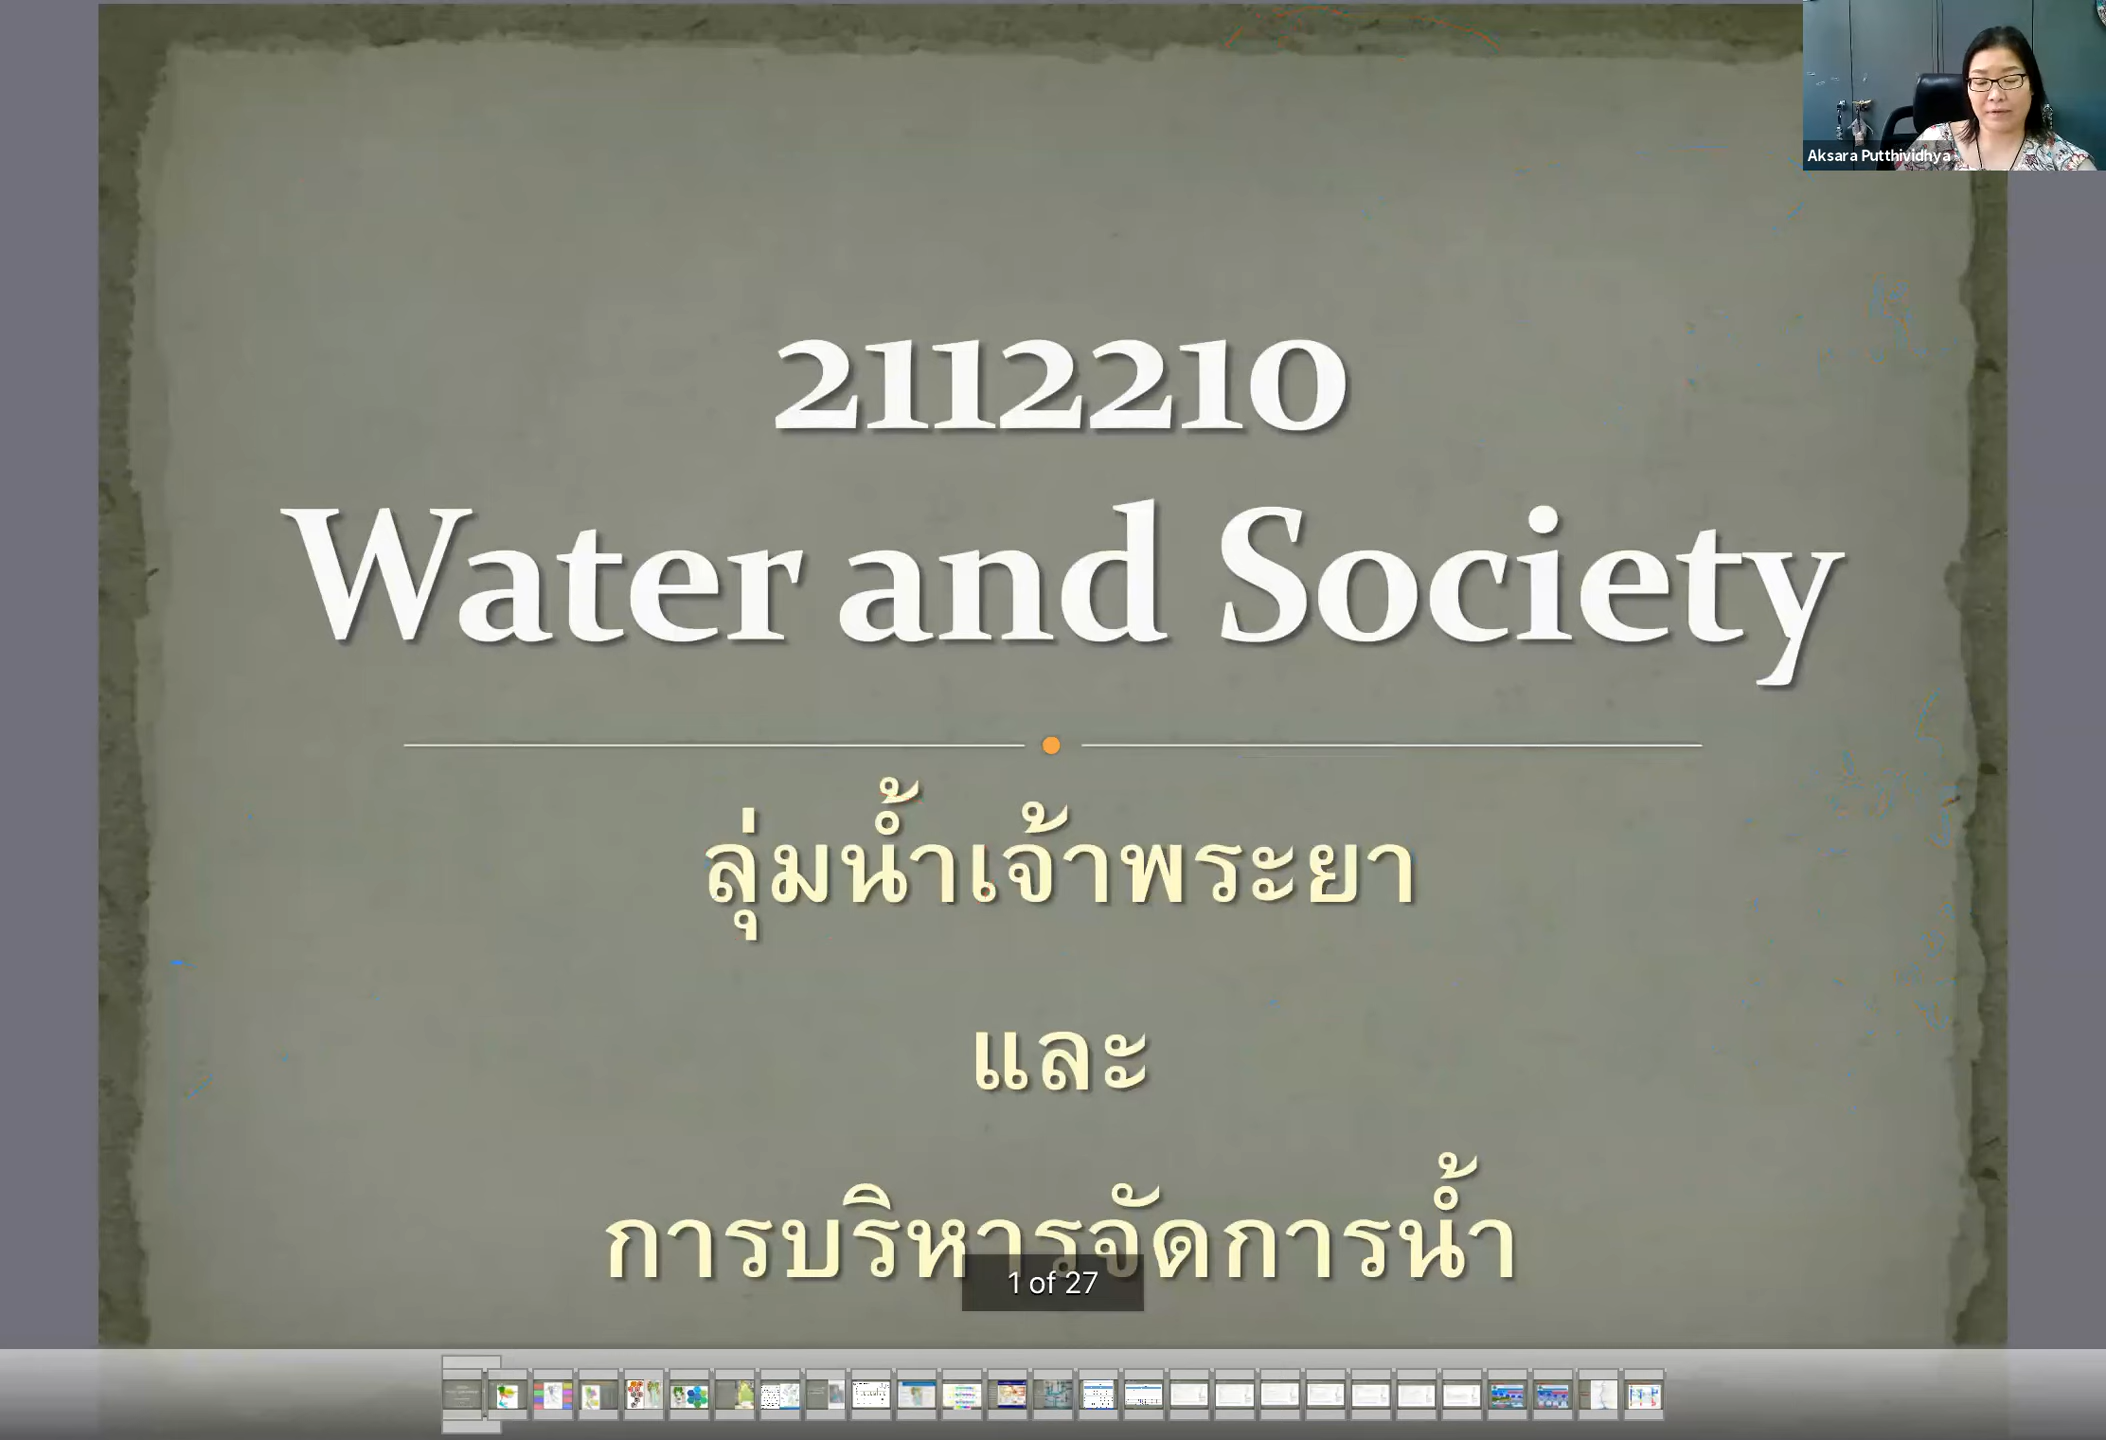 Aksara Putthividhya
2112210
Water and Society
ลุ่มน้ำเจ้าพระยา
และ
การบริหารจัดการน้ำ
1 of 27